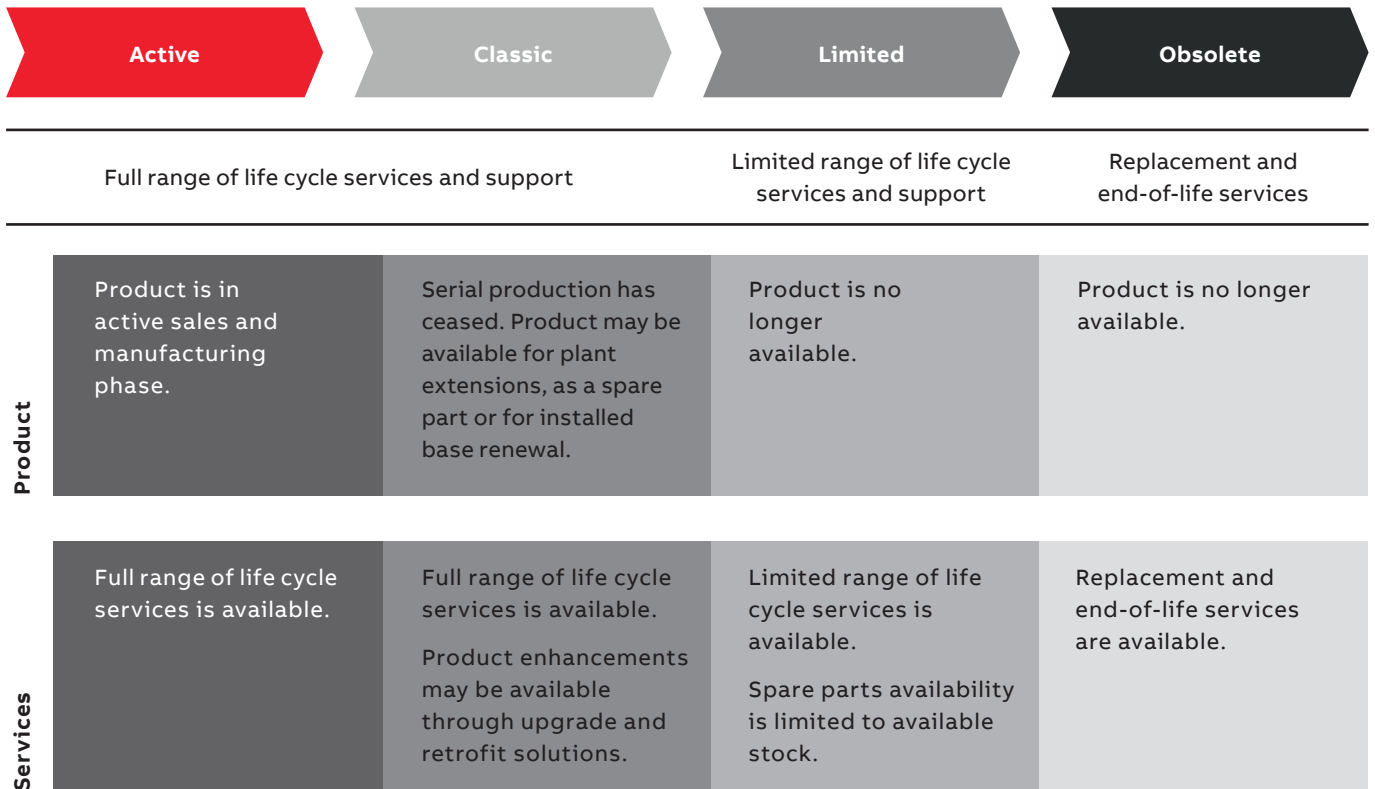 Active
Classic
Limited
Obsolete
Full range of life cycle services and support
Limited range of life cycle
services and support
Replacement and
end-of-life services
Product
Product is in
active sales and
manufacturing
phase.
Serial production has
ceased. Product may be
available for plant
extensions, as a spare
part or for installed
base renewal.
Product is no
longer
available.
Product is no longer
available.
Services
Full range of life cycle
services is available.
Full range of life cycle
services is available.
Product enhancements
may be available
through upgrade and
retrofit solutions.
Limited range of life
cycle services is
available.
Spare parts availability
is limited to available
stock.
Replacement and
end-of-life services
are available.